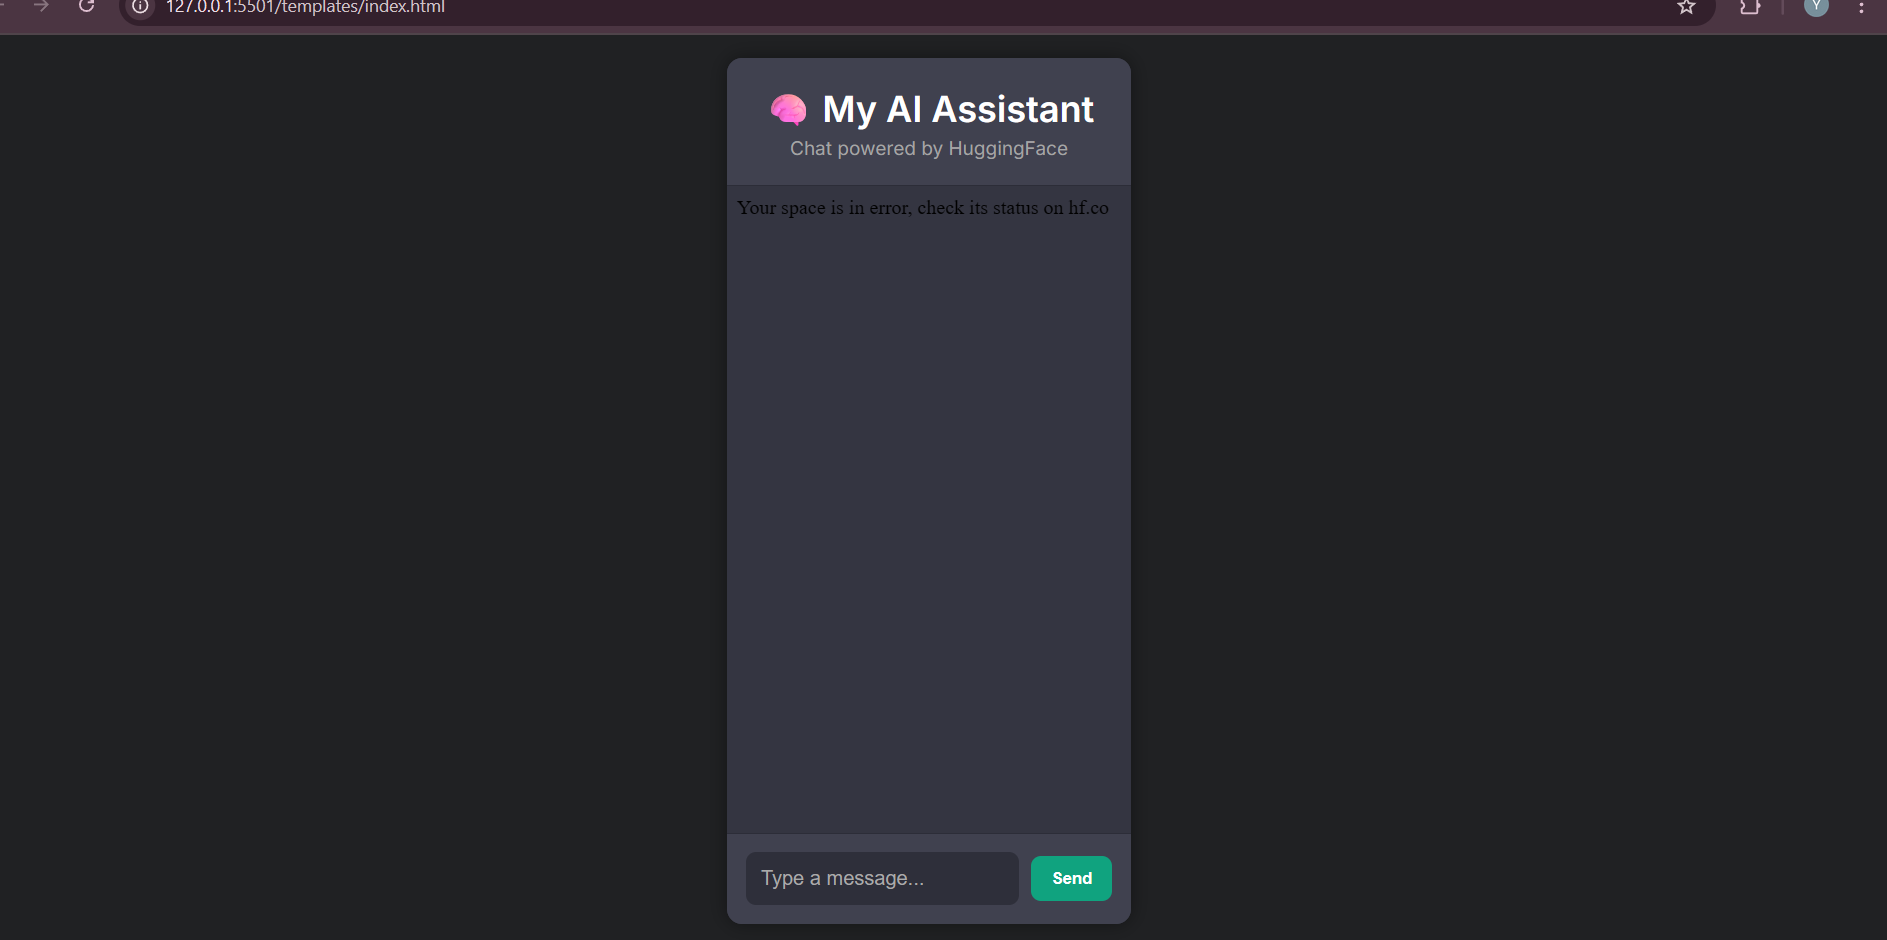 127.0.0.1:5501/templates/index.html
Y
My AI Assistant
Chat powered by HuggingFace
Your space is in error, check its status on hf.co
Type a message...
Send